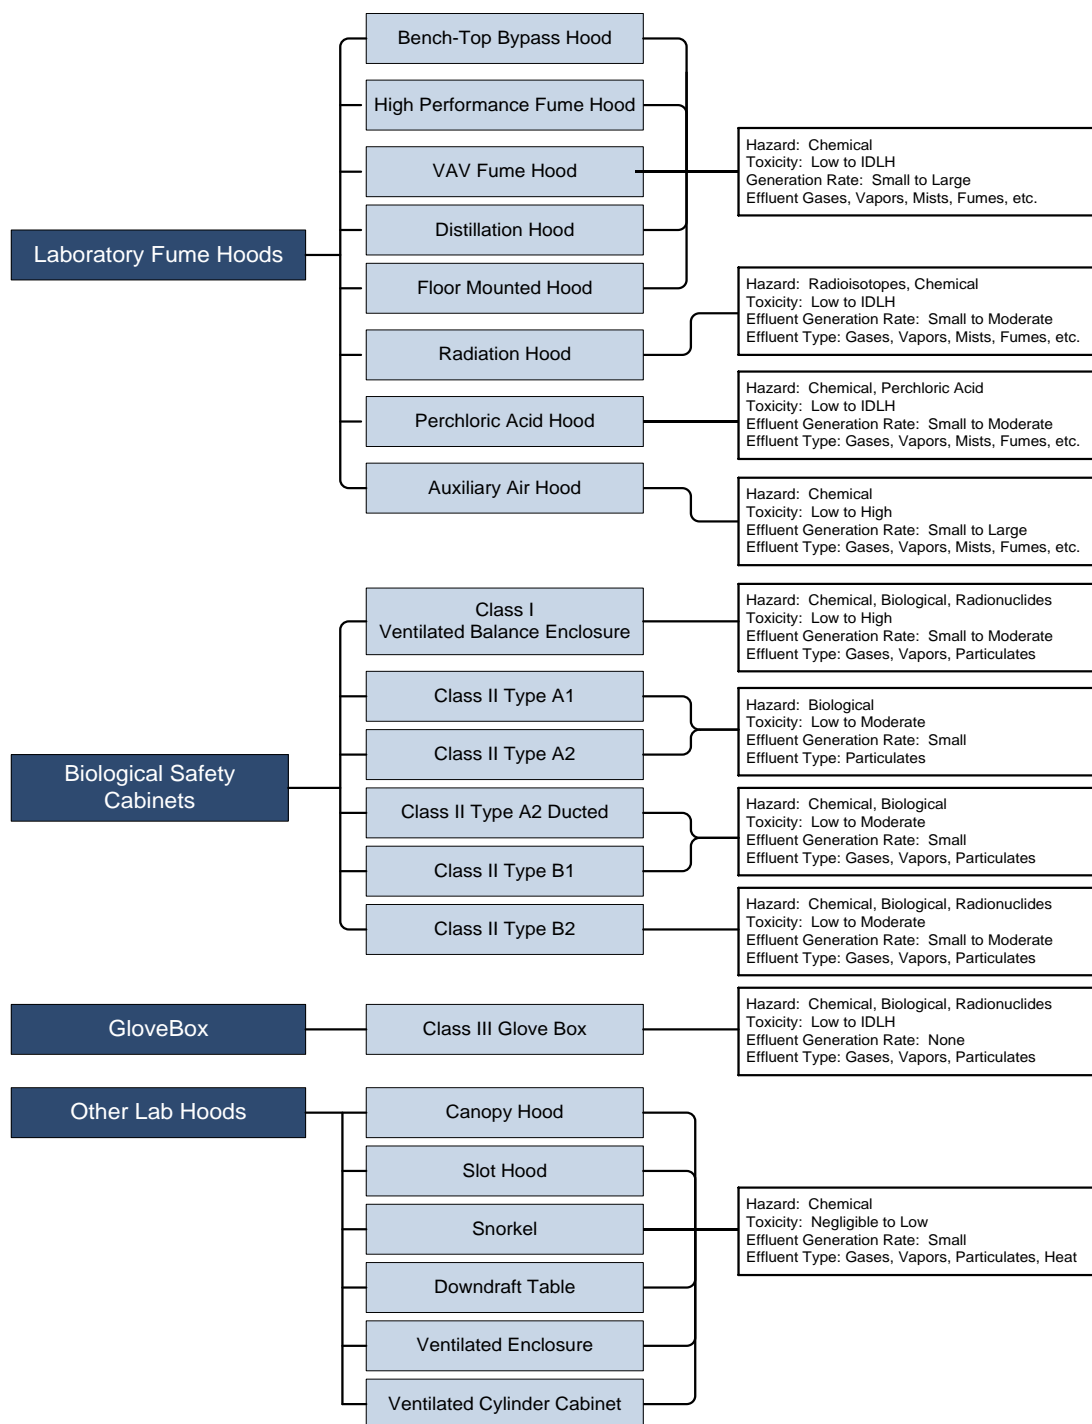 Laboratory Fume Hoods
Bench-Top Bypass Hood
High Performance Fume Hood
VAV Fume Hood
Distillation Hood
Floor Mounted Hood
Radiation Hood
Perchloric Acid Hood
Auxiliary Air Hood
Hazard:  Chemical
Toxicity:  Low to IDLH
Generation Rate:  Small to Large
Effluent Gases, Vapors, Mists, Fumes, etc.
Hazard:  Radioisotopes, Chemical
Toxicity:  Low to IDLH
Effluent Generation Rate:  Small to Moderate
Effluent Type: Gases, Vapors, Mists, Fumes, etc.
Hazard:  Chemical, Perchloric Acid
Toxicity:  Low to IDLH
Effluent Generation Rate:  Small to Moderate
Effluent Type: Gases, Vapors, Mists, Fumes, etc.
Hazard:  Chemical
Toxicity:  Low to High
Effluent Generation Rate:  Small to Large
Effluent Type: Gases, Vapors, Mists, Fumes, etc.
Biological Safety
Cabinets
Class I
Ventilated Balance Enclosure
Class II Type A1
Class II Type A2
Class II Type A2 Ducted
Class II Type B1
Class II Type B2
Hazard:  Chemical, Biological, Radionuclides
Toxicity:  Low to High
Effluent Generation Rate:  Small to Moderate
Effluent Type: Gases, Vapors, Particulates
Hazard:  Biological
Toxicity:  Low to Moderate
Effluent Generation Rate:  Small
Effluent Type: Particulates
Hazard:  Chemical, Biological
Toxicity:  Low to Moderate
Effluent Generation Rate:  Small
Effluent Type: Gases, Vapors, Particulates
Hazard:  Chemical, Biological, Radionuclides
Toxicity:  Low to Moderate
Effluent Generation Rate:  Small to Moderate
Effluent Type: Gases, Vapors, Particulates
GloveBox
Class III Glove Box
Hazard:  Chemical, Biological, Radionuclides
Toxicity:  Low to IDLH
Effluent Generation Rate:  None
Effluent Type: Gases, Vapors, Particulates
Other Lab Hoods
Canopy Hood
Slot Hood
Snorkel
Downdraft Table
Ventilated Enclosure
Ventilated Cylinder Cabinet
Hazard:  Chemical
Toxicity:  Negligible to Low
Effluent Generation Rate:  Small
Effluent Type: Gases, Vapors, Particulates, Heat